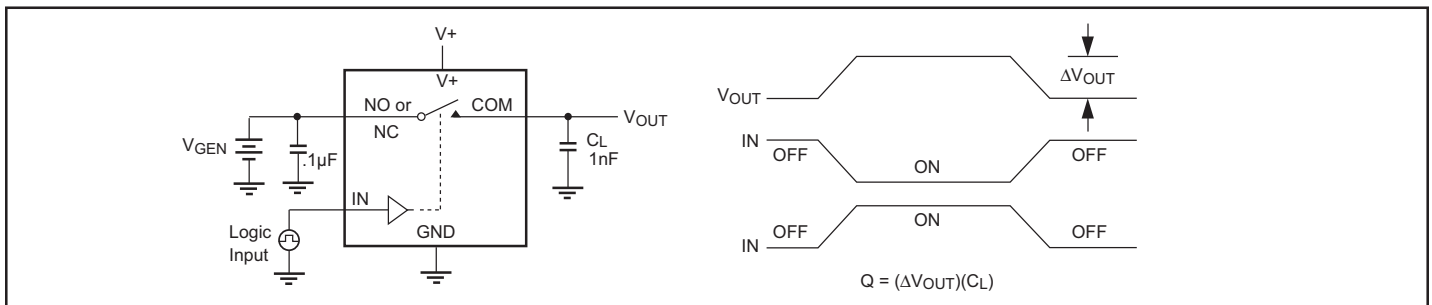 V+
V+
NO or
NC
COM
VOUT
VGEN
.1µF
CL
1nF
IN
Logic
Input
GND
VOUT
ΔVOUT
IN
OFF
ON
OFF
IN
OFF
ON
OFF
Q = (ΔVOUT)(CL)